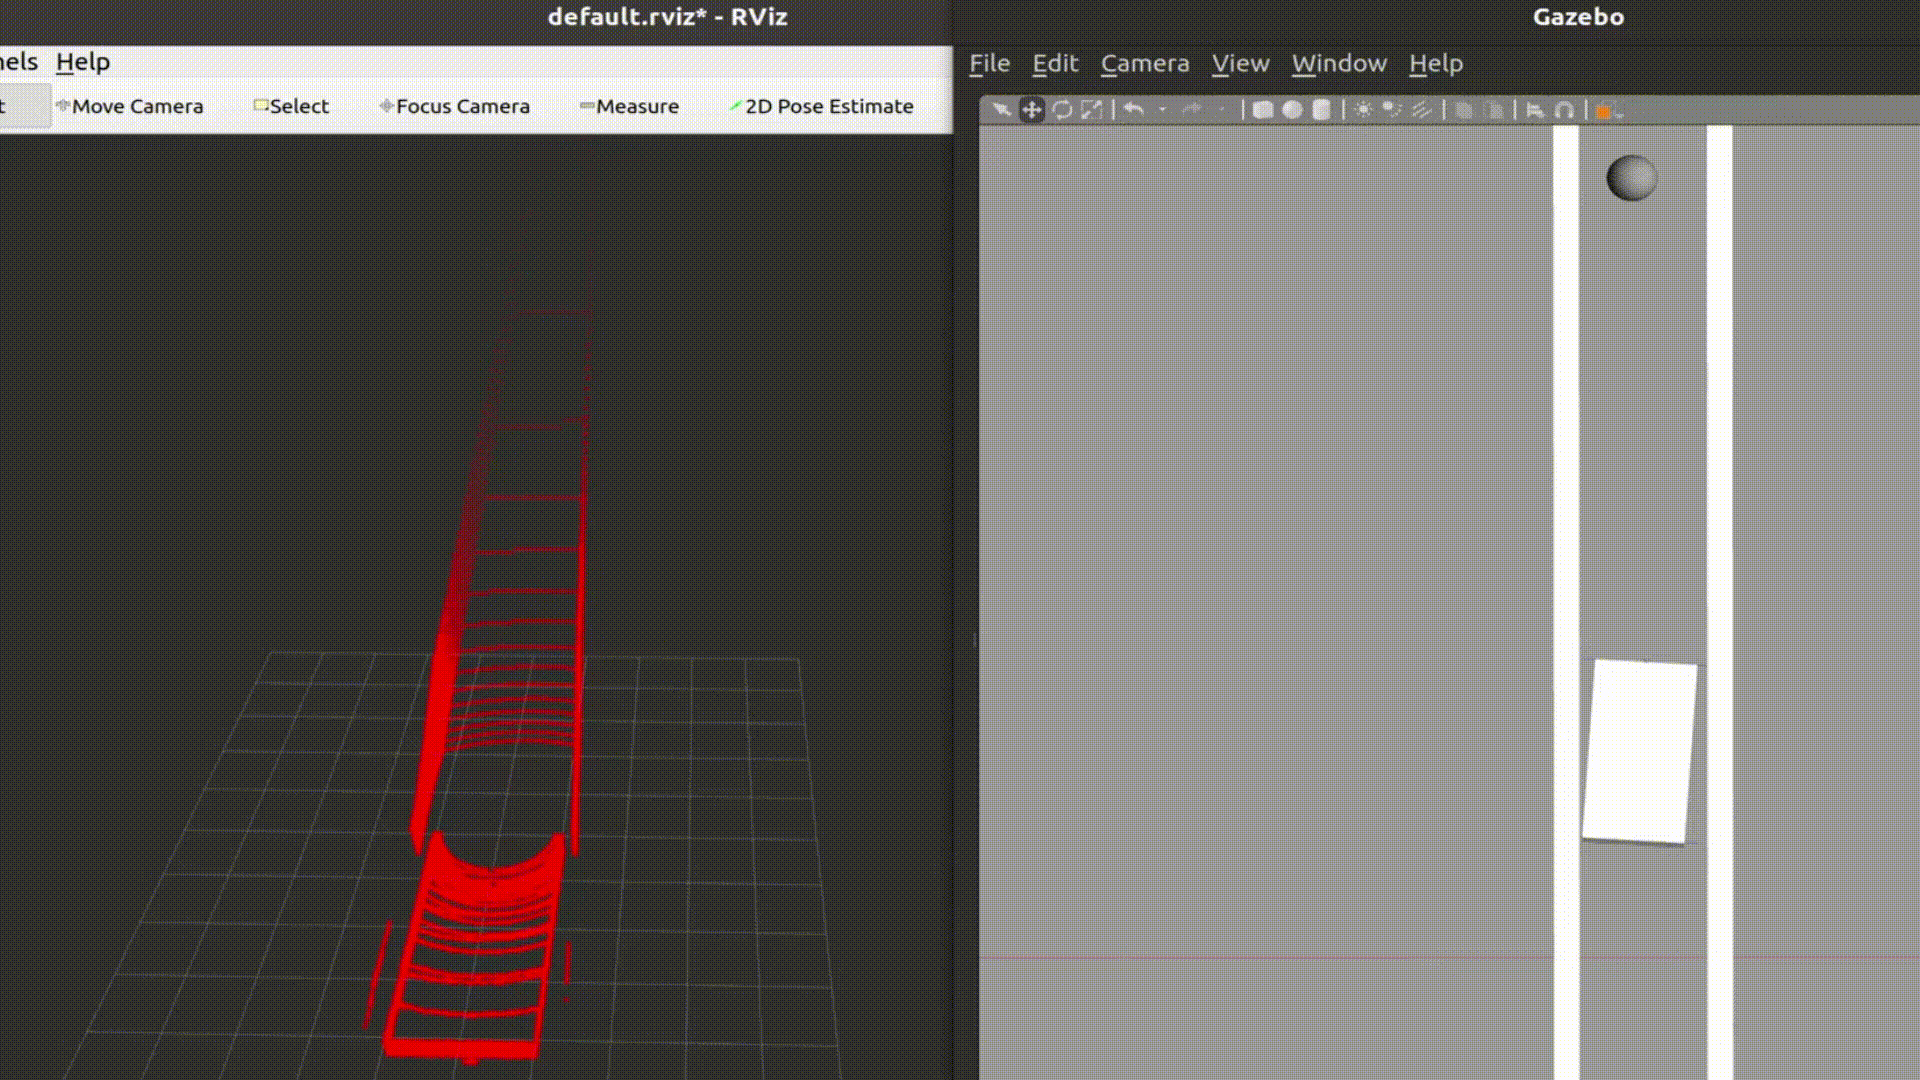 default.rviz* - RViz
Gazebo
Help
File Edit Camera View Window Help
Move Camera Select Focus Camera Measure 2D Pose Estimate